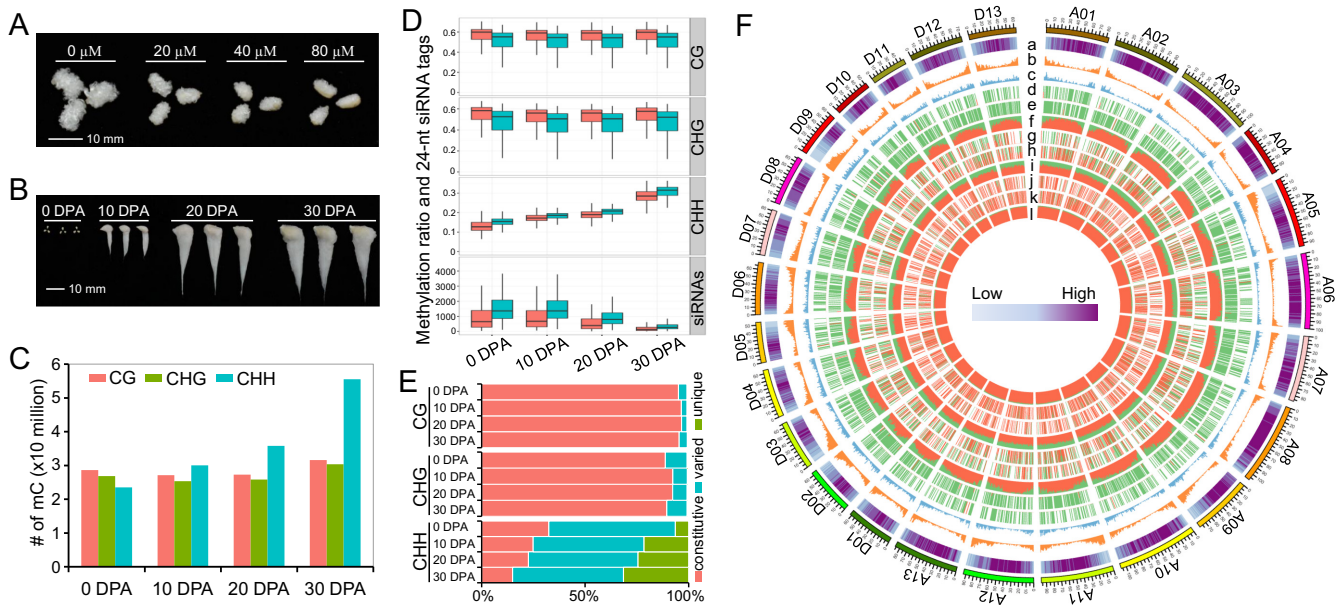 A
0 µM 20 µM 40 µM 80 µM
10 mm
B
0 DPA 10 DPA 20 DPA 30 DPA
10 mm
C
# of mC (x10 million)
6
5
4
3
2
1
0
CG CHG CHH
0 DPA 10 DPA 20 DPA 30 DPA
D
Methylation ratio and 24-nt siRNA tags
0.6
0.4
0.2
0
CG
0.6
0.4
0.2
0
CHG
0.3
0.2
0.1
0
CHH
4000
3000
2000
1000
0
siRNAs
0 DPA 10 DPA 20 DPA 30 DPA
E
CG
0 DPA
10 DPA
20 DPA
30 DPA
CHG
0 DPA
10 DPA
20 DPA
30 DPA
CHH
0 DPA
10 DPA
20 DPA
30 DPA
0% 50% 100%
constitutive varied unique
F
A01
A02
A03
A04
A05
A06
A07
A08
A09
A10
A11
A12
A13
D01
D02
D03
D04
D05
D06
D07
D08
D09
D10
D11
D12
D13
a
b
c
d
e
f
g
h
i
j
k
l
Low High